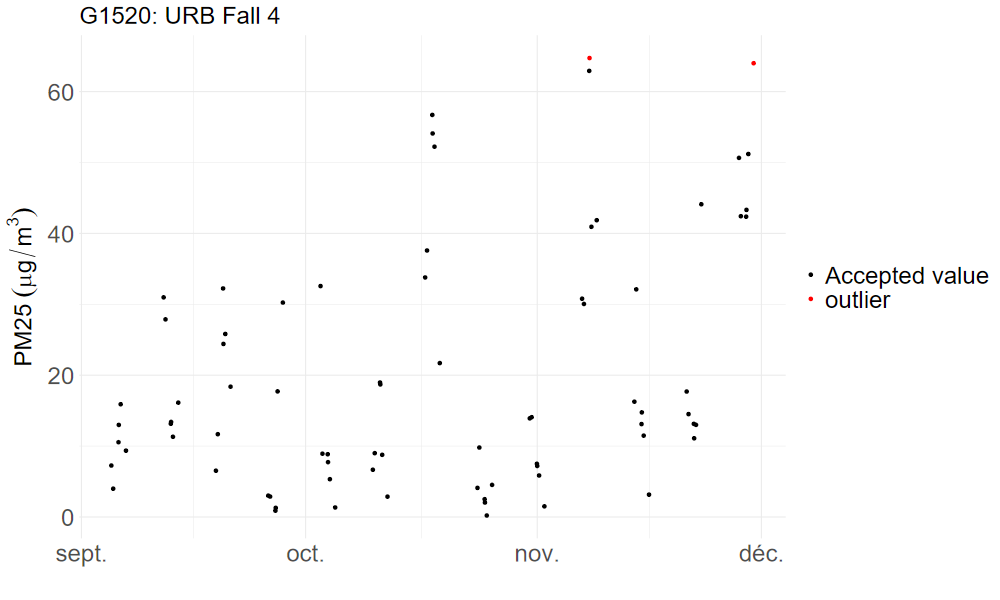 G1520: URB Fall 4
PM25 (μg/m³)
60
40
20
0
sept.
oct.
nov.
déc.
Accepted value
outlier